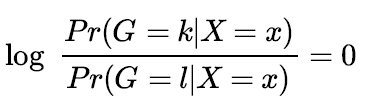 log Pr(G = k|X = x) / Pr(G = l|X = x) = 0